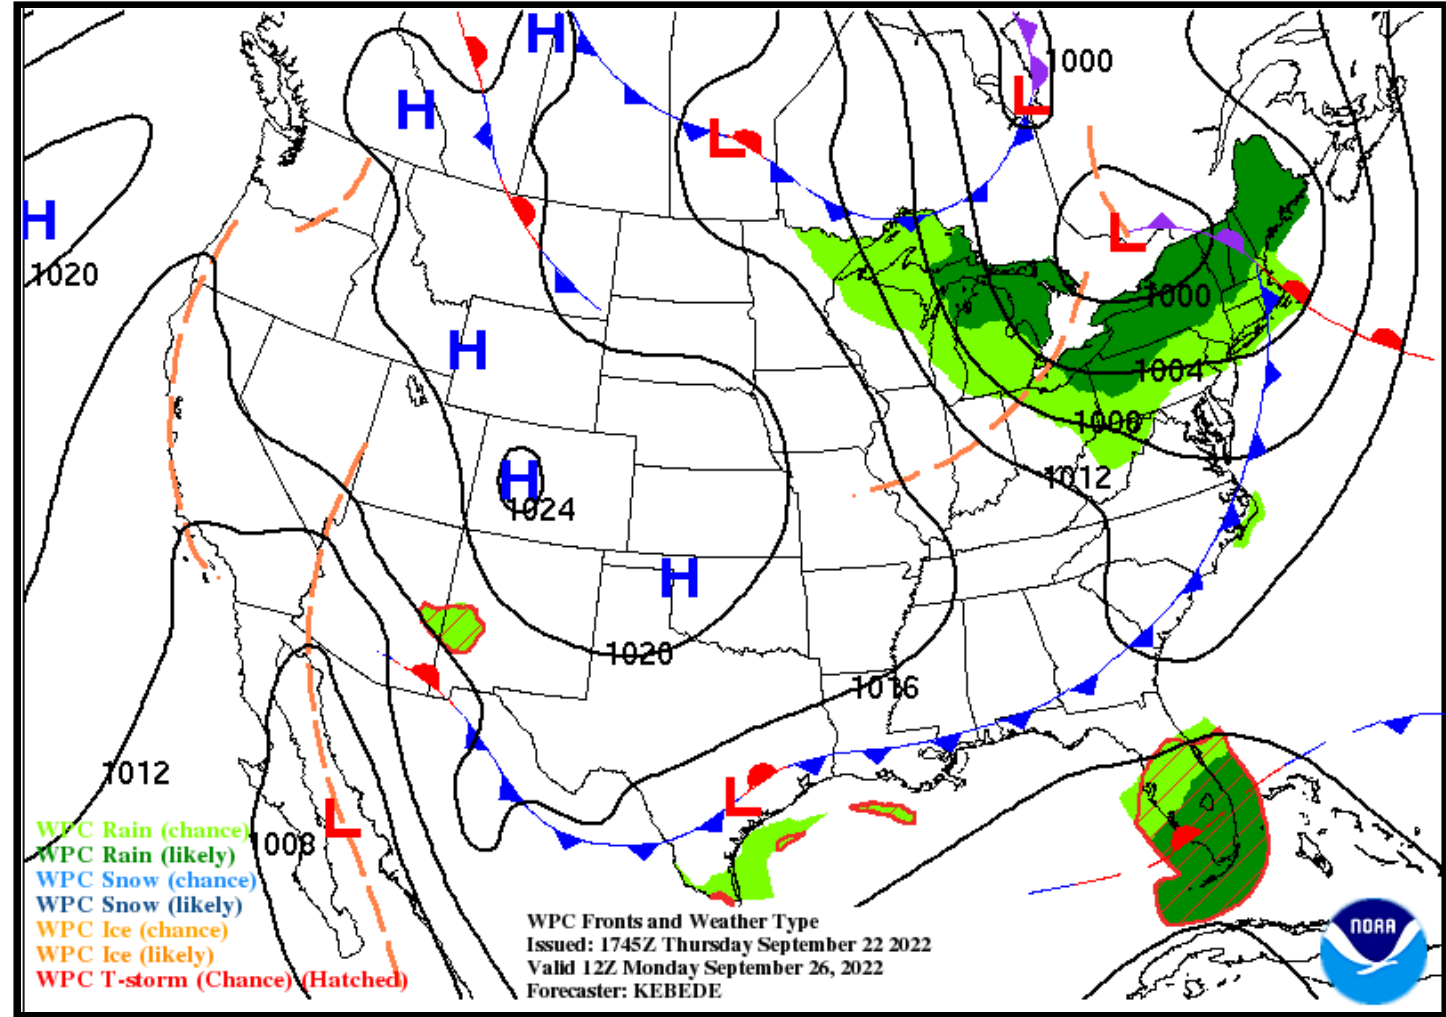 H
L
1000
H
L
L
H
1020
L
1000
H
1004
1008
H
1024
1012
H
1020
1016
1012
L
L
1008
WPC Rain (chance)
WPC Rain (likely)
WPC Snow (chance)
WPC Snow (likely)
WPC Ice (chance)
WPC Ice (likely)
WPC T-storm (Chance) (Hatched)
WPC Fronts and Weather Type
Issued: 1745Z Thursday September 22 2022
Valid 12Z Monday September 26, 2022
Forecaster: KEBEDE
NOAA